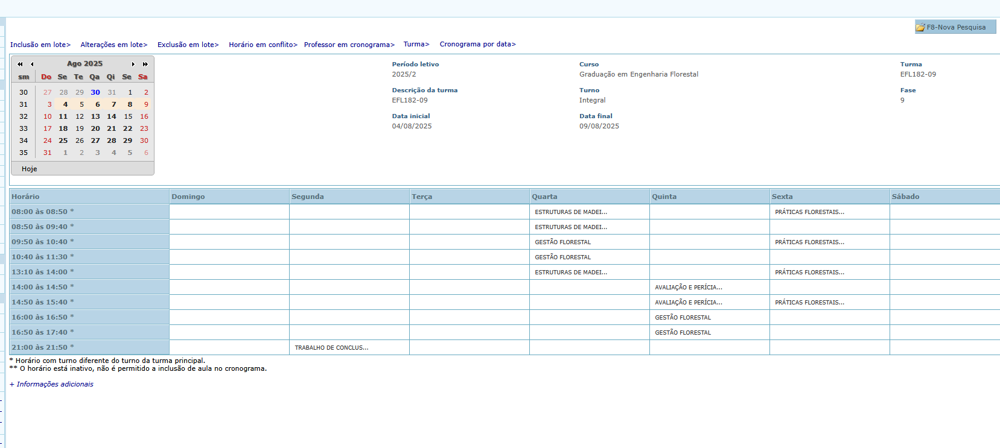 F8-Nova Pesquisa
Inclusão em lote> Alterações em lote> Exclusão em lote> Horário em conflito> Professor em cronograma> Turma> Cronograma por data>
Ago 2025
sm Do Se Te Qa Qi Se Sa
30 27 28 29 30 31 1 2
31 3 4 5 6 7 8 9
32 10 11 12 13 14 15 16
33 17 18 19 20 21 22 23
34 24 25 26 27 28 29 30
35 31 1 2 3 4 5 6
Hoje
Período letivo Curso Turma
2025/2 Graduação em Engenharia Florestal EFL182-09
Descrição da turma Turno Fase
EFL182-09 Integral 9
Data inicial Data final
04/08/2025 09/08/2025
Horário Domingo Segunda Terça Quarta Quinta Sexta Sábado
08:00 às 08:50 * ESTRUTURAS DE MADEI... PRÁTICAS FLORESTAIS...
08:50 às 09:40 * ESTRUTURAS DE MADEI...
09:50 às 10:40 * GESTÃO FLORESTAL PRÁTICAS FLORESTAIS...
10:40 às 11:30 * GESTÃO FLORESTAL
13:10 às 14:00 * ESTRUTURAS DE MADEI... PRÁTICAS FLORESTAIS...
14:00 às 14:50 * AVALIAÇÃO E PERÍCIA...
14:50 às 15:40 * AVALIAÇÃO E PERÍCIA... PRÁTICAS FLORESTAIS...
16:00 às 16:50 * GESTÃO FLORESTAL
16:50 às 17:40 * GESTÃO FLORESTAL
21:00 às 21:50 * TRABALHO DE CONCLUS...
* Horário com turno diferente do turno da turma principal.
** O horário está inativo, não é permitido a inclusão de aula no cronograma.
+ Informações adicionais